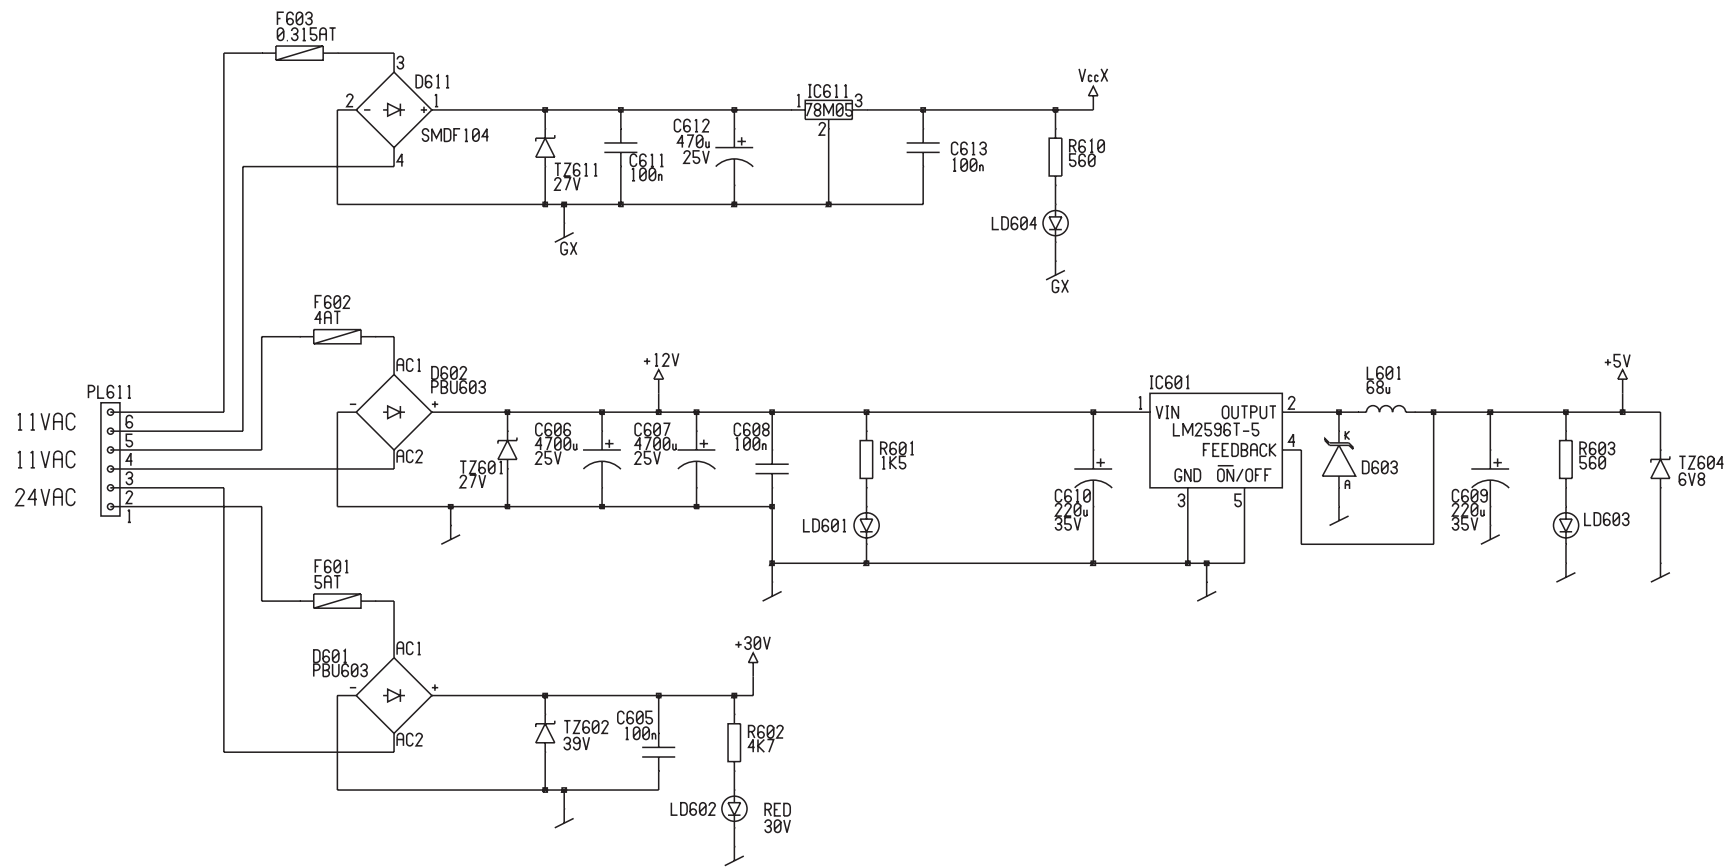 F603
0.315AT
3
D611
2
-
+
1
SMDF104
4
TZ611
27V
C611
100n
C612
470u
25V
+
IC611
1
78M05
3
2
C613
100n
VccX
R610
560
LD604
GX
GX
F602
4AT
AC1
D602
PBU603
-
+
AC2
PL611
11VAC
11VAC
24VAC
6
5
4
3
2
1
TZ601
27V
C606
4700u
25V
+
+12V
C607
4700u
25V
+
C608
100n
R601
1K5
LD601
C610
220u
35V
+
IC601
1
VIN
OUTPUT
2
LM2596T-5
FEEDBACK
4
GND
ON/OFF
3
5
K
D603
A
L601
68u
C609
220u
35V
+
+5V
R603
560
LD603
TZ604
6V8
F601
5AT
AC1
D601
PBU603
-
+
AC2
TZ602
39V
C605
100n
+30V
R602
4K7
LD602
RED
30V